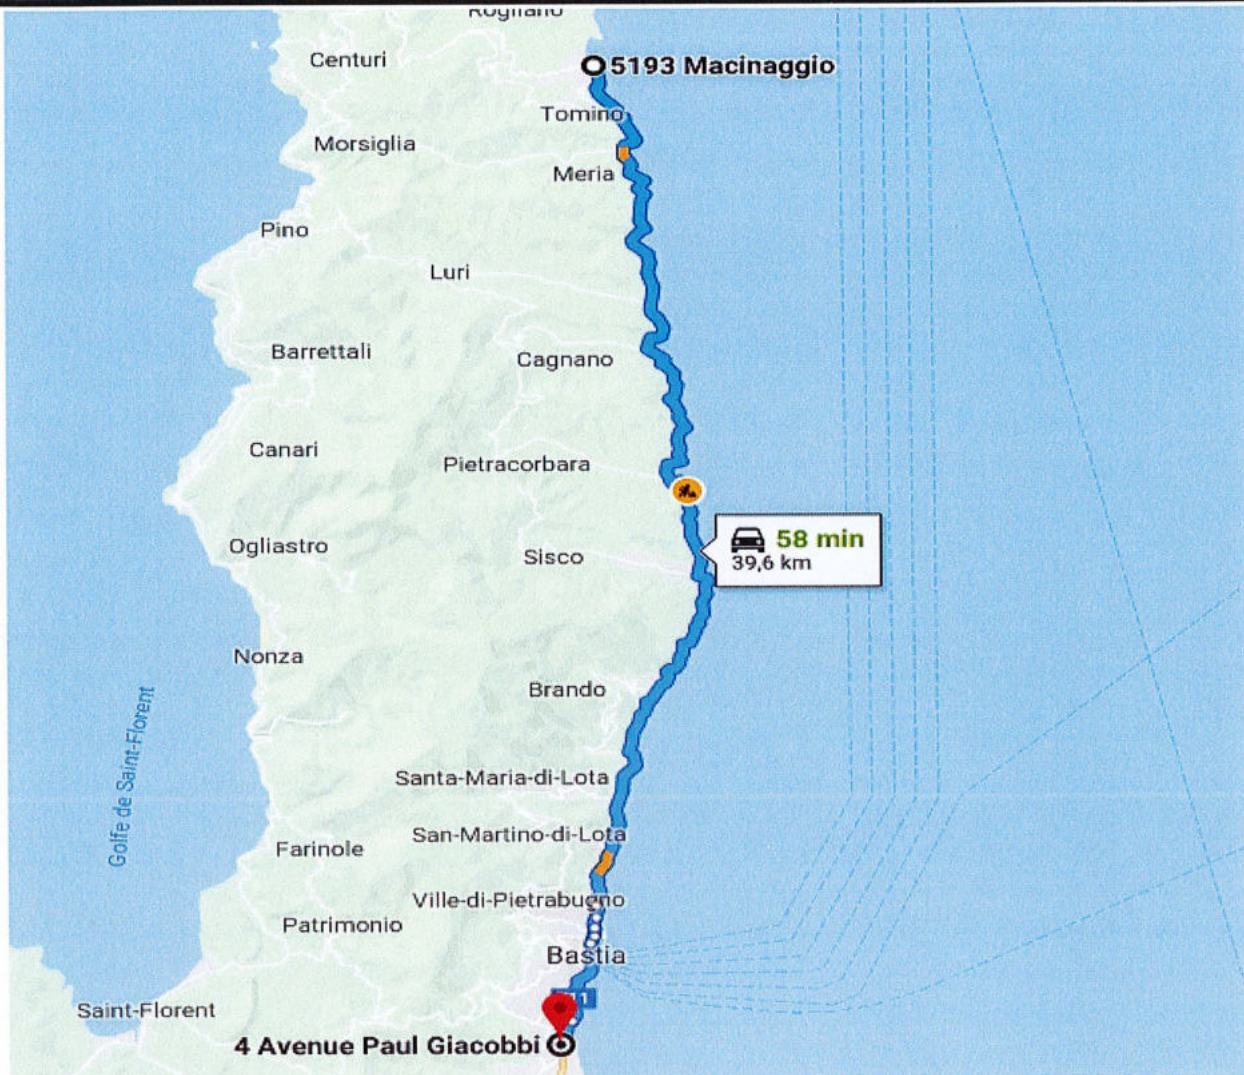 Rogliano
Centuri
5193 Macinaggio
Tomino
Morsiglia
Meria
Pino
Luri
Barrettali
Cagnano
Canari
Pietracorbara
58 min
39,6 km
Ogliastro
Sisco
Nonza
Brando
Golfe de Saint-Florent
Santa-Maria-di-Lota
San-Martino-di-Lota
Farinole
Ville-di-Pietrabugno
Patrimonio
Bastia
Saint-Florent
4 Avenue Paul Giacobbi